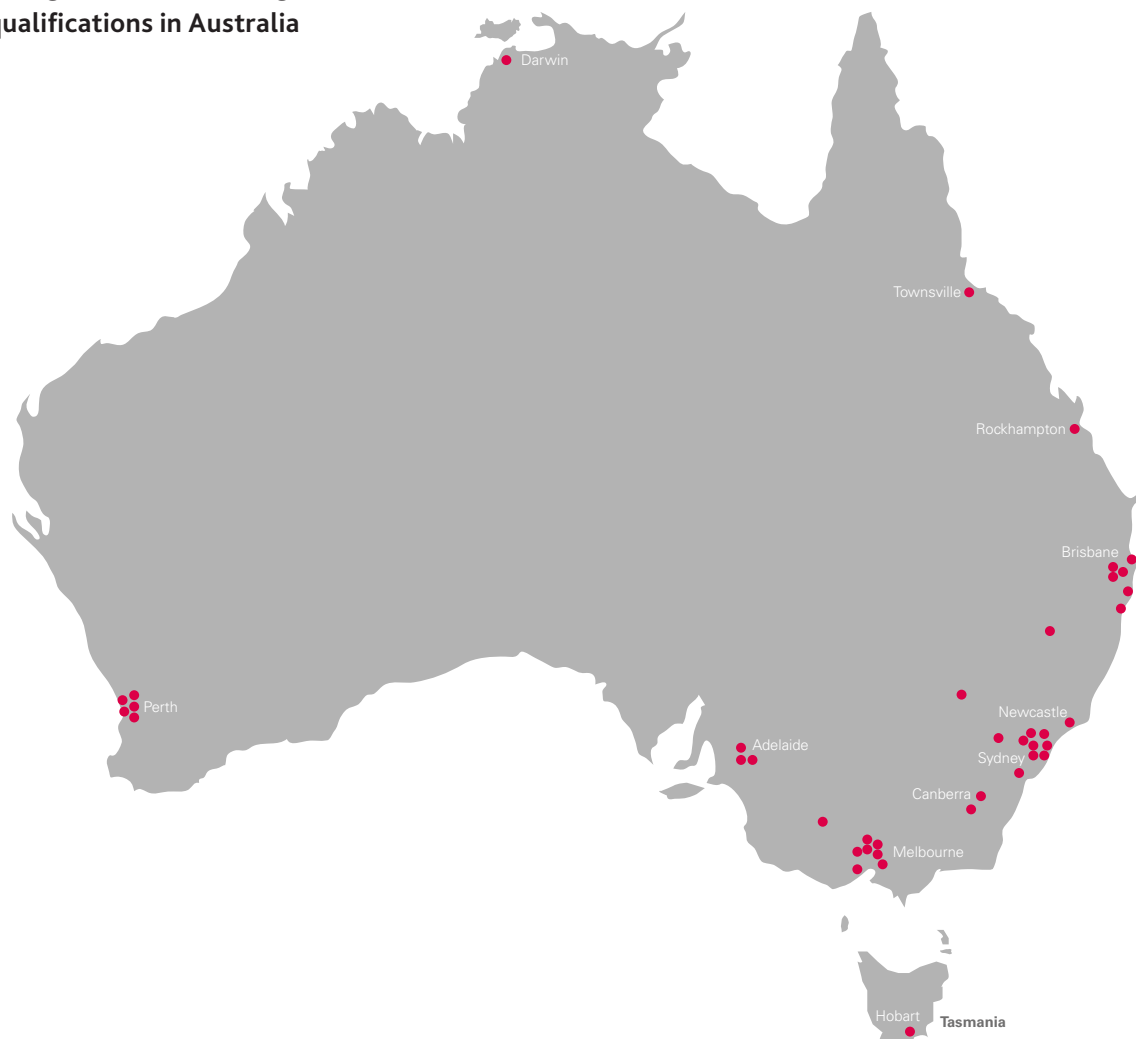 qualifications in Australia
Darwin
Townsville
Rockhampton
Brisbane
Perth
Newcastle
Adelaide
Sydney
Canberra
Melbourne
Hobart
Tasmania